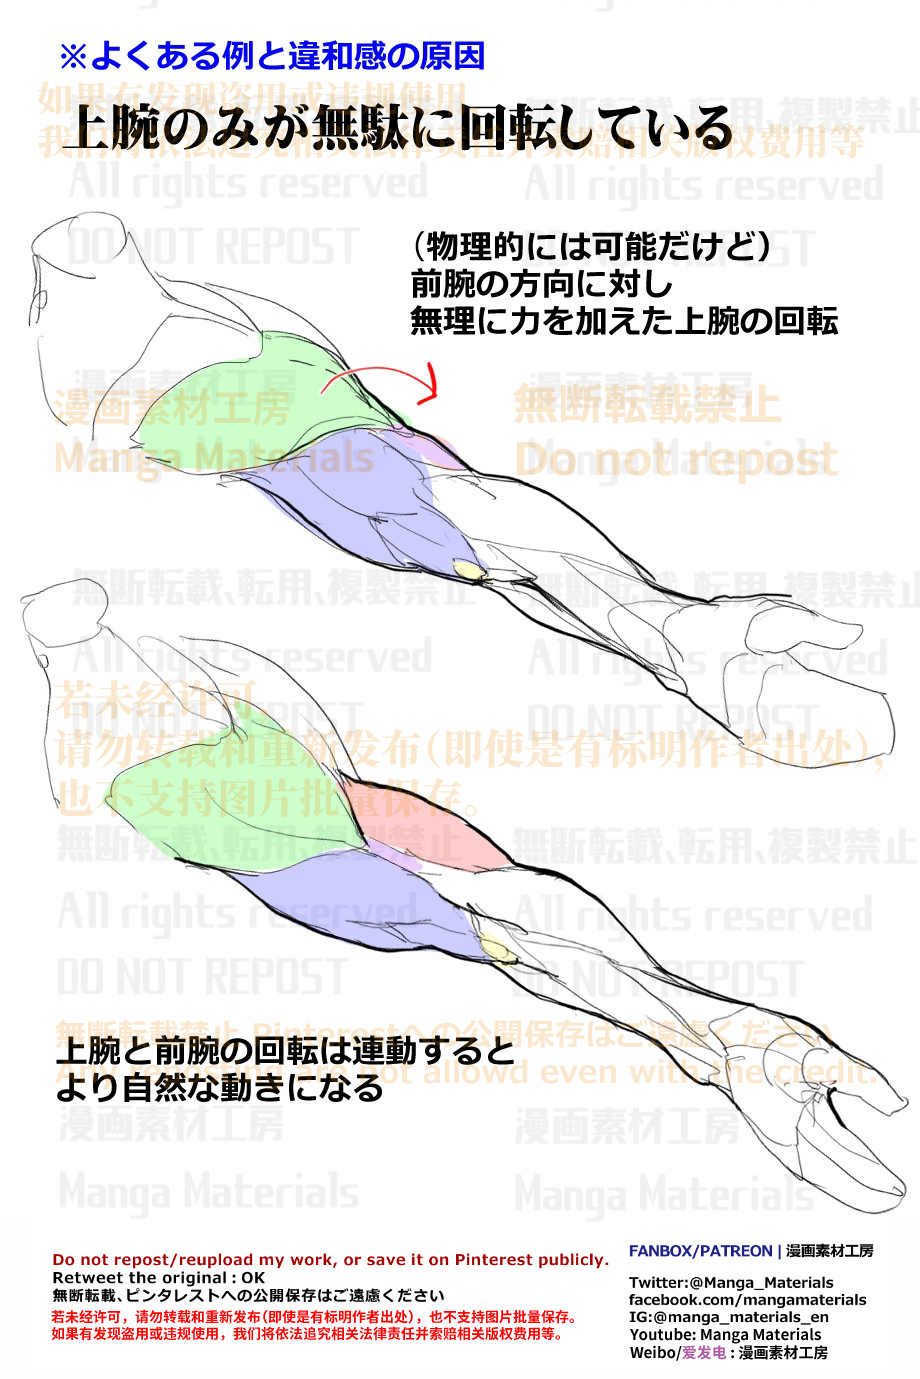 ※よくある例と違和感の原因
如果有发现盗用或违规使用
無断転載、転用、複製禁止
上腕のみが無駄に回転している
我们将依法追究相关法律责任并索赔相关版权费用等
All rights reserved
All rights reserved
DO NOT REPOST
（物理的には可能だけど）
前腕の方向に対し
無理に力を加えた上腕の回転
漫画素材工房
漫画素材工房
無断転載禁止
Manga Materials
Do not repost
無断転載、転用、複製禁止
無断転載、転用、複製禁止
All rights reserved
All rights reserved
若未经许可，
DO NOT REPOST
DO NOT REPOST
请勿转载和重新发布（即使是有标明作者出处），
也不支持图片批量保存。
無断転載、転用、複製禁止
無断転載、転用、複製禁止
All rights reserved
All rights reserved
DO NOT REPOST
DO NOT REPOST
無断転載禁止 Pinterestへの公開保存はご遠慮ください
上腕と前腕の回転は連動すると
Any reposting are not allowd even with the credit.
より自然な動きになる
漫画素材工房
漫画素材工房
Manga Materials
Manga Materials
Do not repost/reupload my work, or save it on Pinterest publicly.
Retweet the original : OK
無断転載、ピンタレストへの公開保存はご遠慮ください
若未经许可，请勿转载和重新发布（即使是有标明作者出处），也不支持图片批量保存。
如果有发现盗用或违规使用，我们将依法追究相关法律责任并索赔相关版权费用等。
FANBOX/PATREON | 漫画素材工房
Twitter:@Manga_Materials
facebook.com/mangamaterials
IG:@manga_materials_en
Youtube: Manga Materials
Weibo/爱发电 : 漫画素材工房